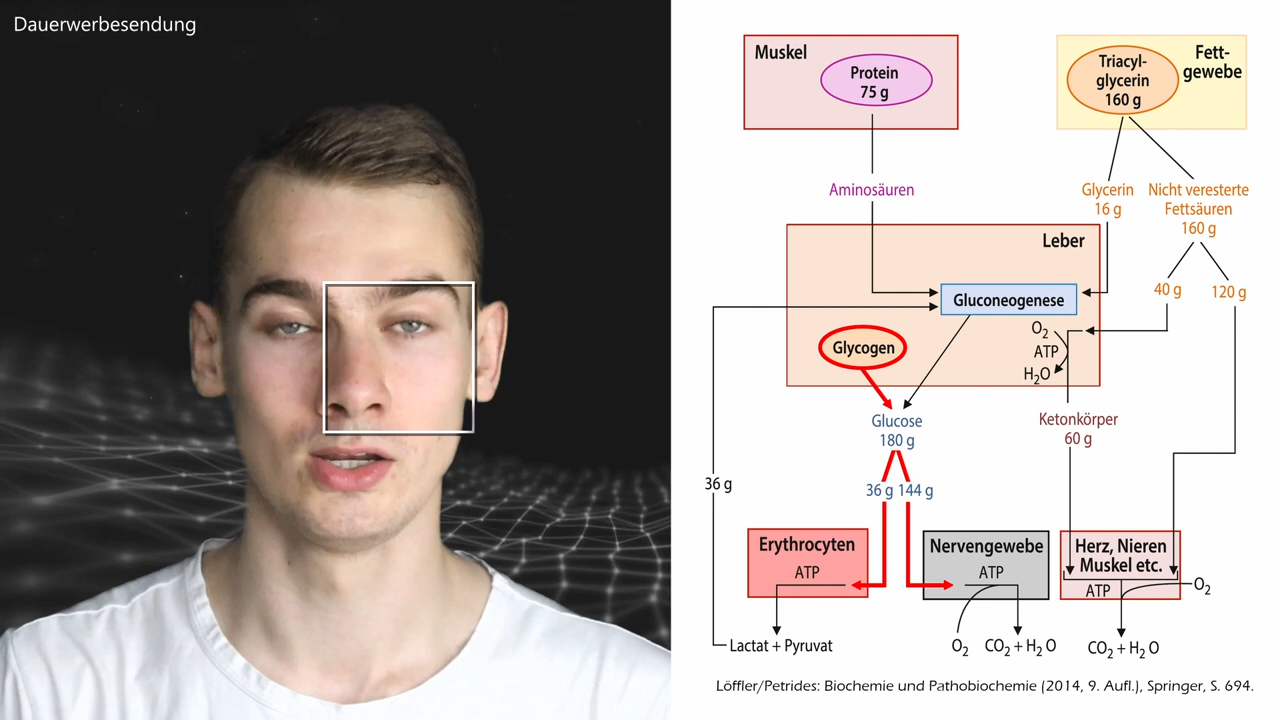 Dauerwerbesendung
Muskel
Protein
75 g
Triacyl-
glycerin
160 g
Fett-
gewebe
Aminosäuren
Glycerin
16 g
Nicht veresterte
Fettsäuren
160 g
Leber
40 g
120 g
Gluconeogenese
Glycogen
O2
ATP
H2O
Glucose
180 g
Ketonkörper
60 g
36 g
36 g
144 g
Erythrocyten
ATP
Nervengewebe
ATP
Herz, Nieren
Muskel etc.
ATP
O2
Lactat + Pyruvat
O2
CO2 + H2 O
CO2 + H2 O
Löffler/Petrides: Biochemie und Pathobiochemie (2014, 9. Aufl.), Springer, S. 694.